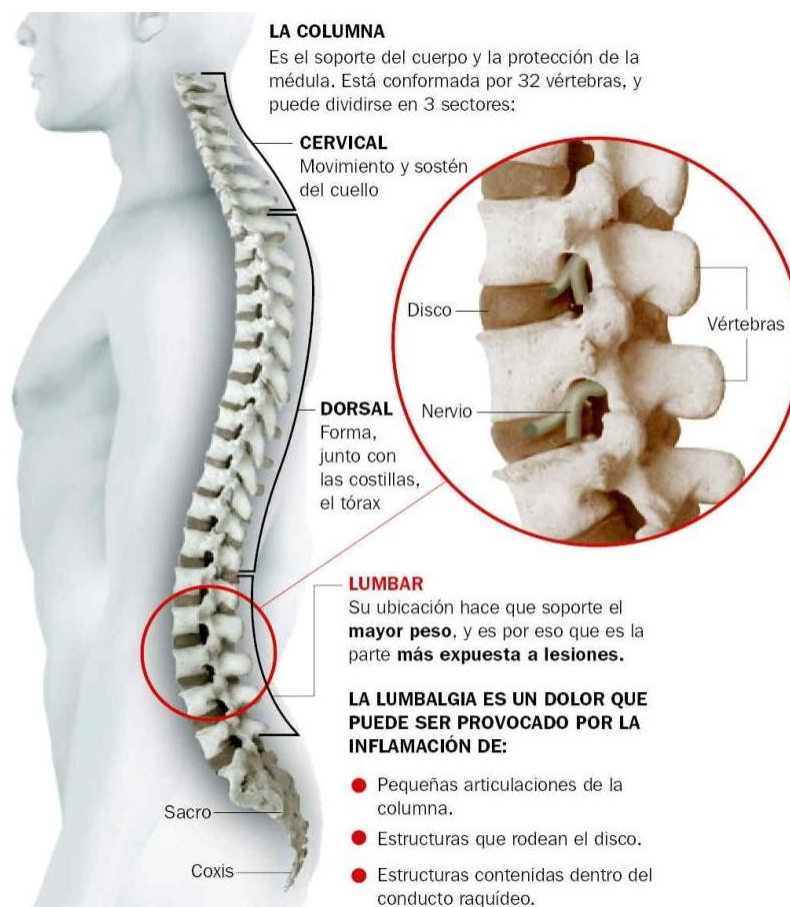 LA COLUMNA
Es el soporte del cuerpo y la protección de la
médula. Está conformada por 32 vértebras, y
puede dividirse en 3 sectores:
CERVICAL
Movimiento y sostén
del cuello
Disco
Vértebras
Nervio
DORSAL
Forma,
junto con
las costillas,
el tórax
LUMBAR
Su ubicación hace que soporte el
mayor peso, y es por eso que es la
parte más expuesta a lesiones.
LA LUMBALGIA ES UN DOLOR QUE
PUEDE SER PROVOCADO POR LA
INFLAMACIÓN DE:
Pequeñas articulaciones de la
columna.
Estructuras que rodean el disco.
Estructuras contenidas dentro del
conducto raquídeo.
Sacro
Coxis